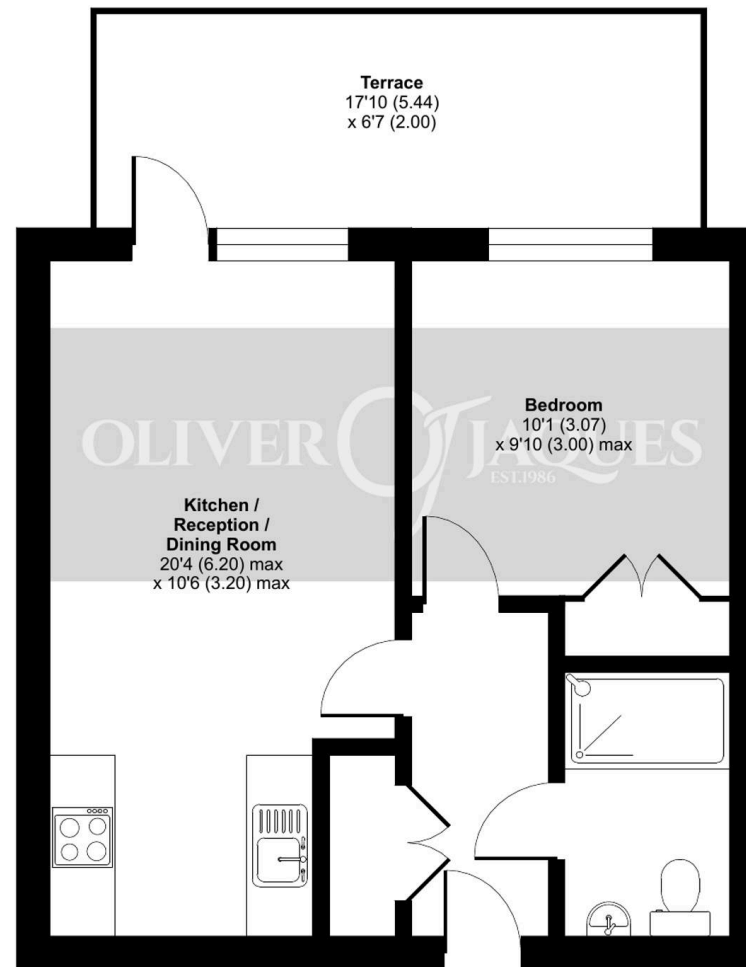 Terrace
17'10 (5.44)
x 6'7 (2.00)
Bedroom
10'1 (3.07)
x 9'10 (3.00) max
OLIVER OJ JAQUES
EST.1986
Kitchen /
Reception /
Dining Room
20'4 (6.20) max
x 10'6 (3.20) max